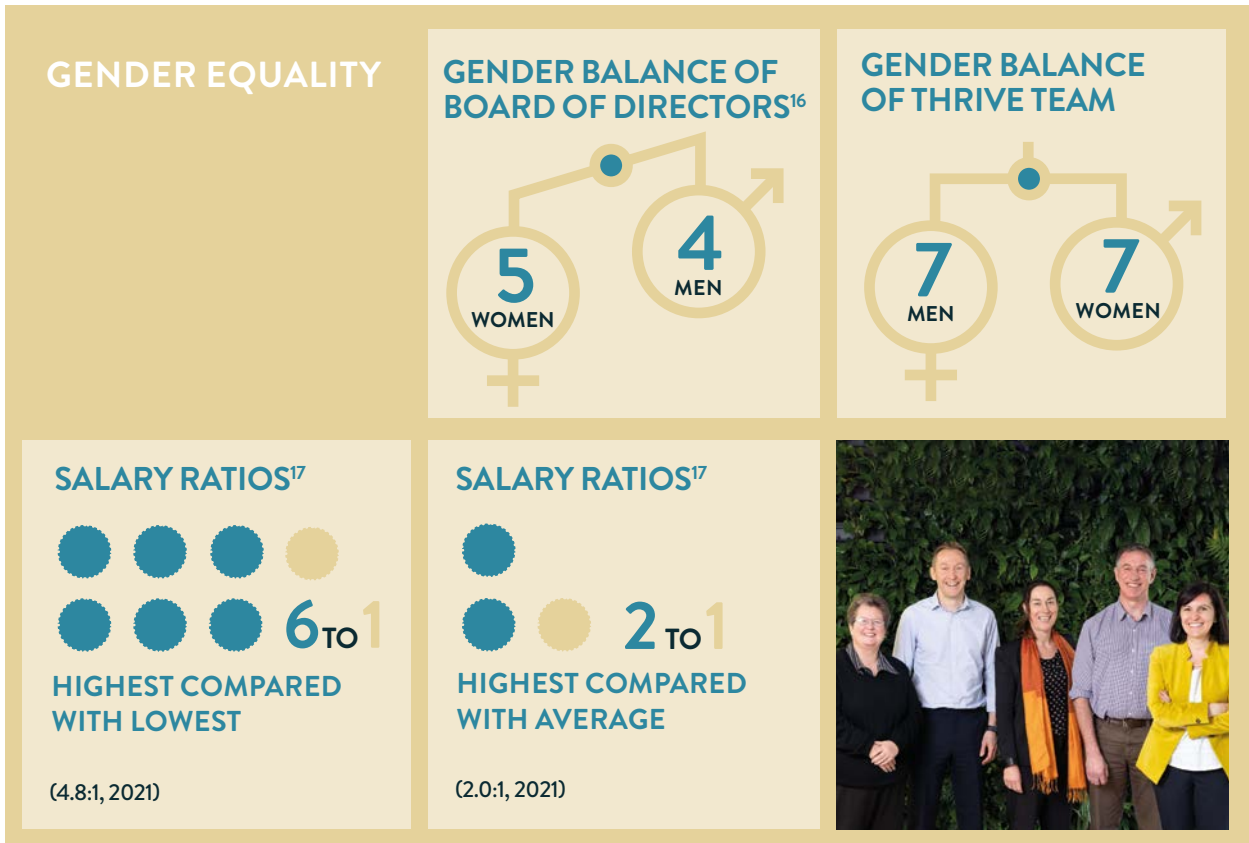 GENDER EQUALITY
GENDER BALANCE OF
BOARD OF DIRECTORS16
5
WOMEN
4
MEN
GENDER BALANCE
OF THRIVE TEAM
7
MEN
7
WOMEN
SALARY RATIOS17
6 TO 1
HIGHEST COMPARED
WITH LOWEST
(4.8:1, 2021)
SALARY RATIOS17
2 TO 1
HIGHEST COMPARED
WITH AVERAGE
(2.0:1, 2021)